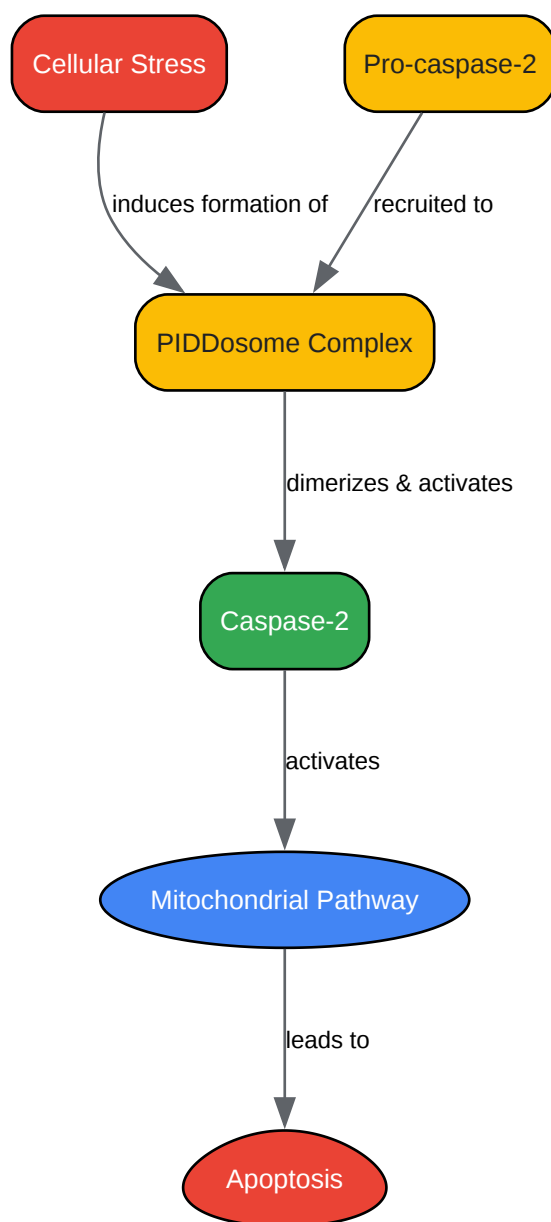 Cellular Stress
Pro-caspase-2
induces formation of
recruited to
PIDDosome Complex
dimerizes & activates
Caspase-2
activates
Mitochondrial Pathway
leads to
Apoptosis